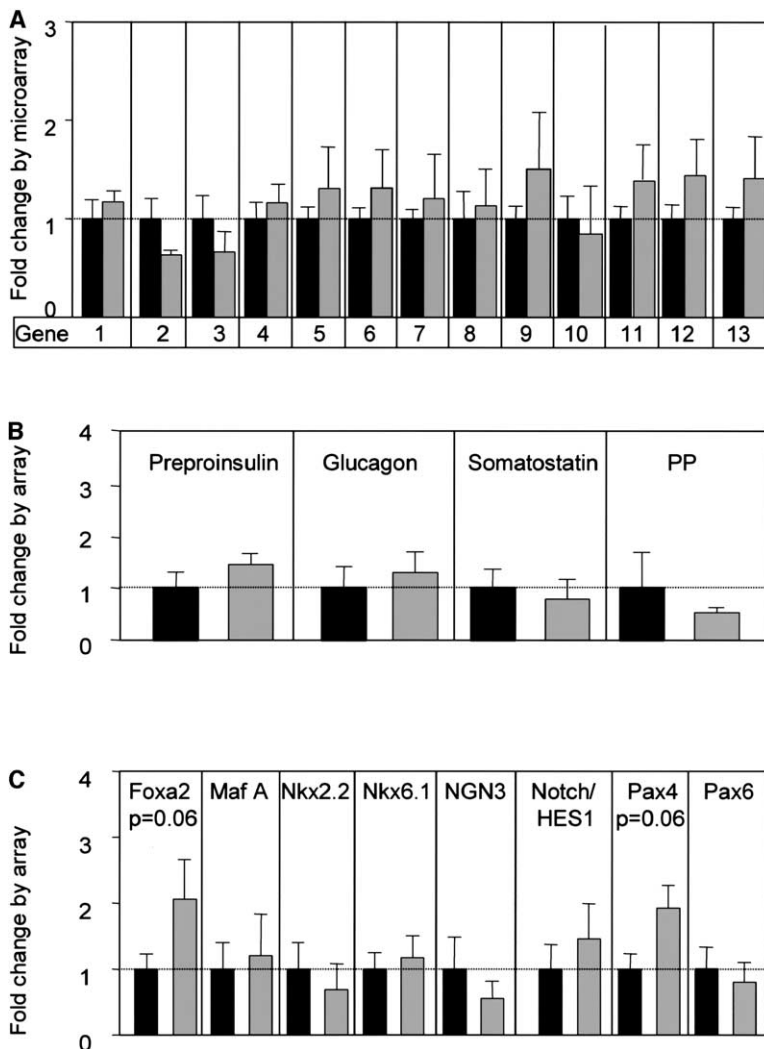 A
Fold change by microarray
3
2
1
0
Gene 1 2 3 4 5 6 7 8 9 10 11 12 13
B
Fold change by array
4
3
2
1
0
Preproinsulin Glucagon Somatostatin PP
C
Fold change by array
4
3
2
1
0
Foxa2 Maf A Nkx2.2 Nkx6.1 NGN3 Notch/ Pax4 Pax6
p=0.06 HES1 p=0.06